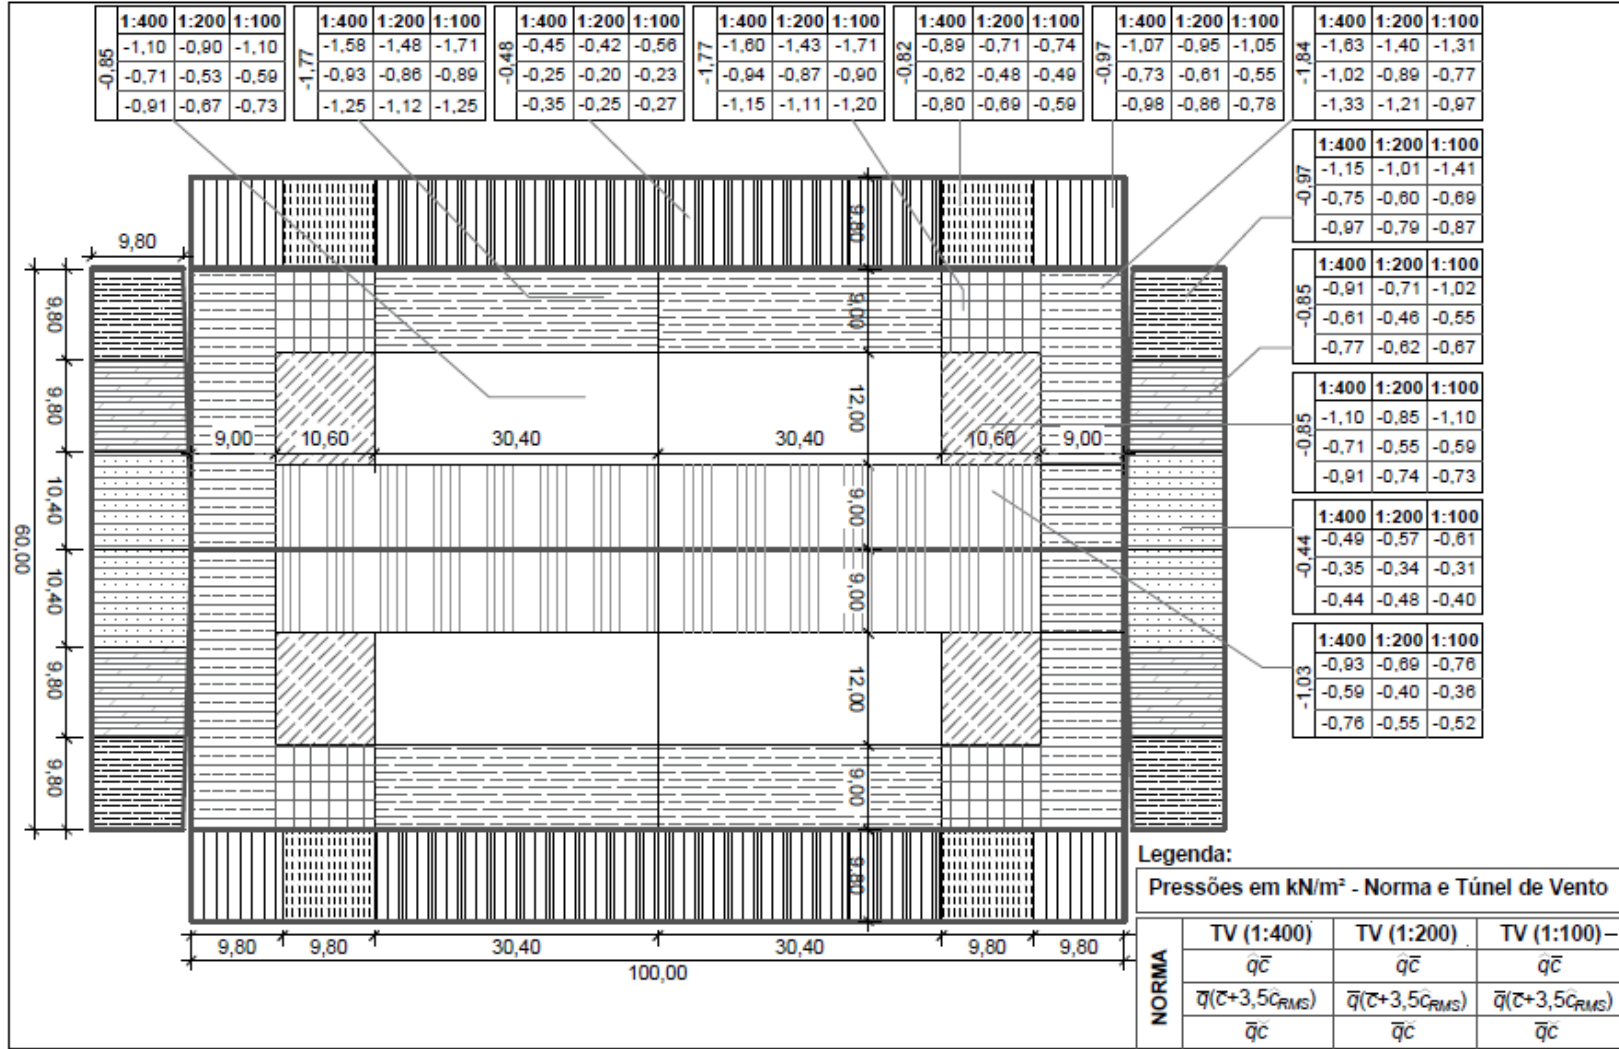 1:400 1:200 1:100
-0,85
-1,10 -0,90 -1,10
-0,71 -0,53 -0,59
-0,91 -0,67 -0,73
1:400 1:200 1:100
-1,77
-1,58 -1,48 -1,71
-0,93 -0,86 -0,89
-1,25 -1,12 -1,25
1:400 1:200 1:100
-0,48
-0,45 -0,42 -0,56
-0,25 -0,20 -0,23
-0,35 -0,25 -0,27
1:400 1:200 1:100
-1,77
-1,60 -1,43 -1,71
-0,94 -0,87 -0,90
-1,15 -1,11 -1,20
1:400 1:200 1:100
-0,82
-0,89 -0,71 -0,74
-0,62 -0,48 -0,49
-0,80 -0,69 -0,59
1:400 1:200 1:100
-0,97
-1,07 -0,95 -1,05
-0,73 -0,61 -0,55
-0,98 -0,86 -0,78
1:400 1:200 1:100
-1,84
-1,63 -1,40 -1,31
-1,02 -0,89 -0,77
-1,33 -1,21 -0,97
1:400 1:200 1:100
-0,97
-1,15 -1,01 -1,41
-0,75 -0,60 -0,69
-0,97 -0,79 -0,87
1:400 1:200 1:100
-0,85
-0,91 -0,71 -1,02
-0,61 -0,46 -0,55
-0,77 -0,62 -0,67
1:400 1:200 1:100
-0,85
-1,10 -0,85 -1,10
-0,71 -0,55 -0,59
-0,91 -0,74 -0,73
1:400 1:200 1:100
-0,44
-0,49 -0,57 -0,61
-0,35 -0,34 -0,31
-0,44 -0,48 -0,40
1:400 1:200 1:100
-1,03
-0,93 -0,69 -0,76
-0,59 -0,40 -0,36
-0,76 -0,55 -0,52
9,80
9,80
9,80
10,40
10,40
9,80
9,80
60,00
9,80
9,00
12,00
9,00
9,00
12,00
9,00
9,80
9,00 10,60 30,40 30,40 10,60 9,00
9,80 9,80 30,40 30,40 9,80 9,80
100,00
Legenda:
Pressões em kN/m² - Norma e Túnel de Vento
NORMA
TV (1:400) TV (1:200) TV (1:100)
q̂c̅ q̂c̅ q̂c̅
q̅(c̅+3,5ĉRMS) q̅(c̅+3,5ĉRMS) q̅(c̅+3,5ĉRMS)
q̅č q̅č q̅č